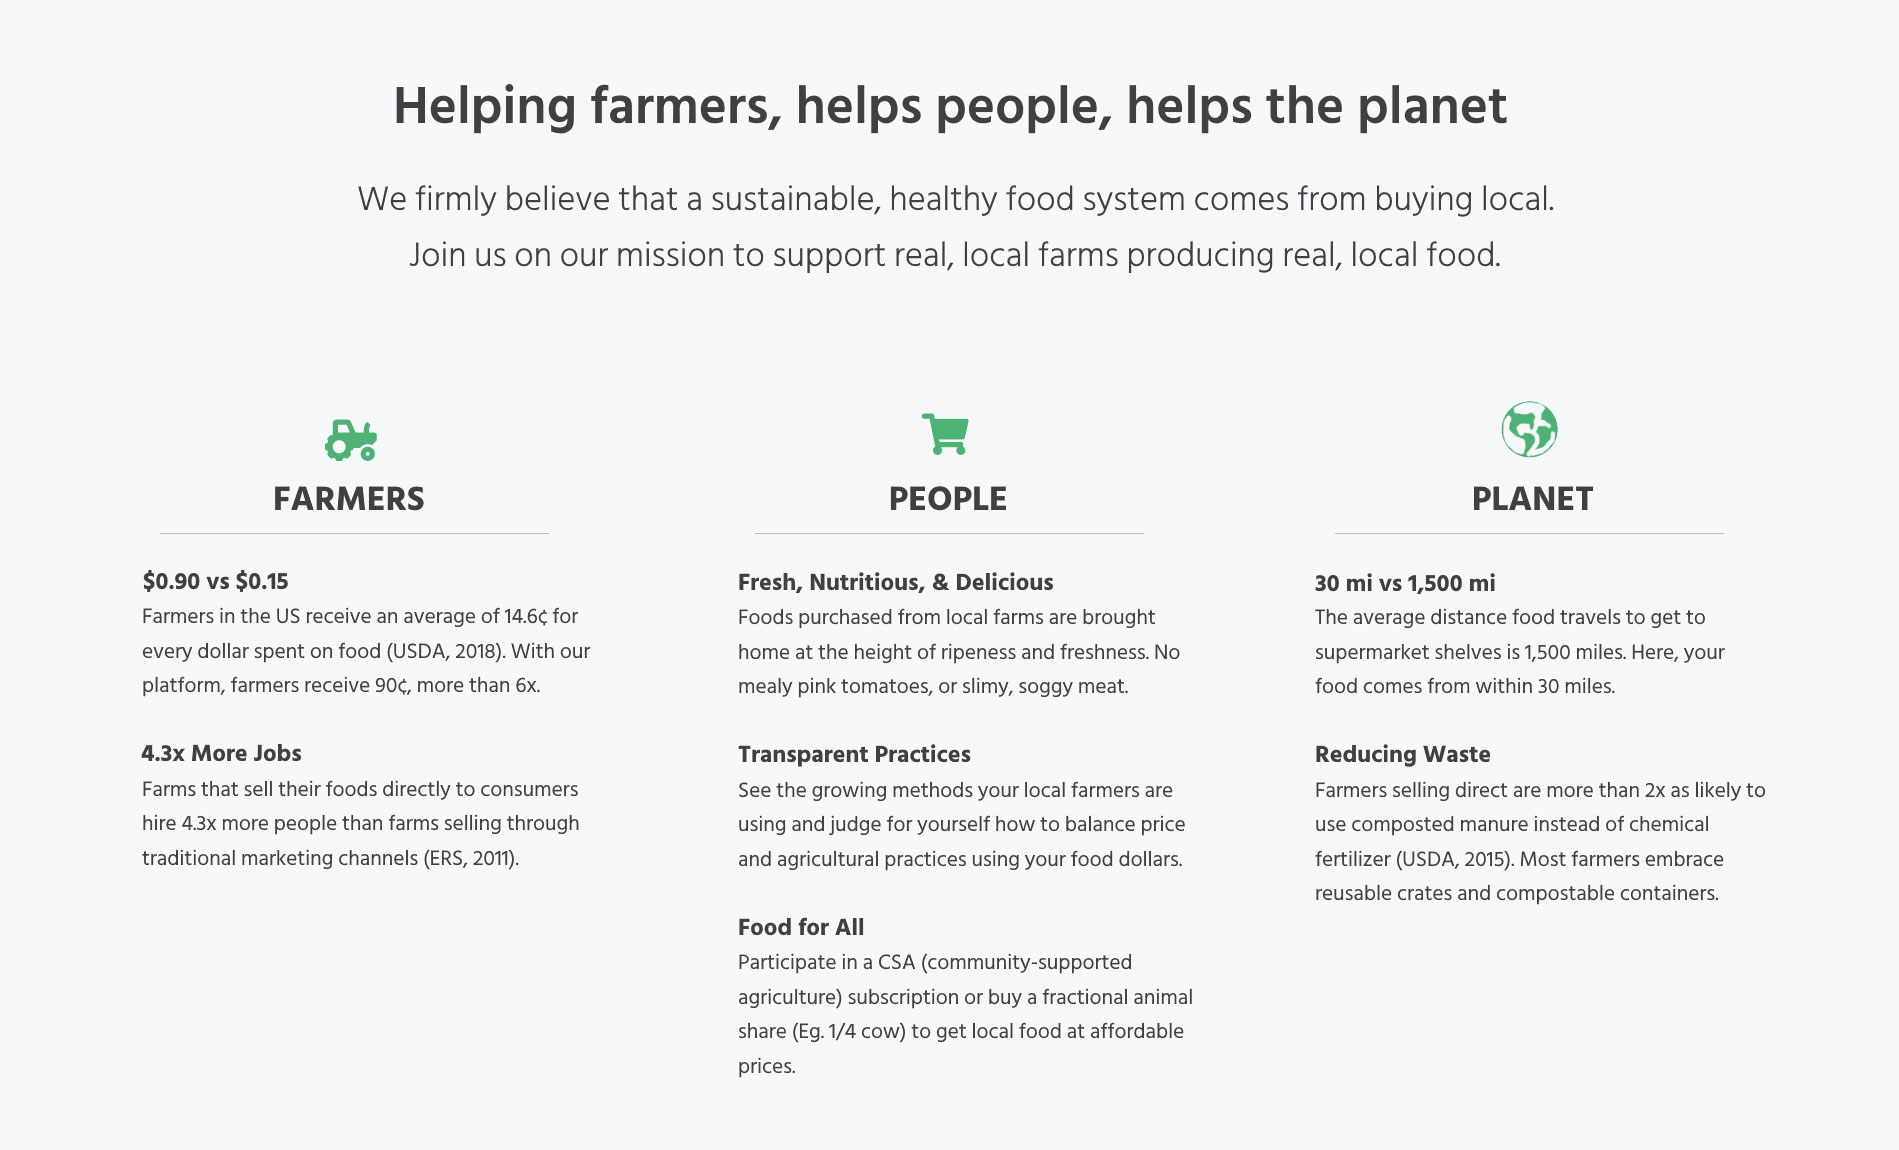 Helping farmers, helps people, helps the planet
We firmly believe that a sustainable, healthy food system comes from buying local.
Join us on our mission to support real, local farms producing real, local food.
FARMERS
$0.90 vs $0.15
Farmers in the US receive an average of 14.6¢ for
every dollar spent on food (USDA, 2018). With our
platform, farmers receive 90¢, more than 6x.
4.3x More Jobs
Farms that sell their foods directly to consumers
hire 4.3x more people than farms selling through
traditional marketing channels (ERS, 2011).
PEOPLE
Fresh, Nutritious, & Delicious
Foods purchased from local farms are brought
home at the height of ripeness and freshness. No
mealy pink tomatoes, or slimy, soggy meat.
Transparent Practices
See the growing methods your local farmers are
using and judge for yourself how to balance price
and agricultural practices using your food dollars.
Food for All
Participate in a CSA (community-supported
agriculture) subscription or buy a fractional animal
share (Eg. 1/4 cow) to get local food at affordable
prices.
PLANET
30 mi vs 1,500 mi
The average distance food travels to get to
supermarket shelves is 1,500 miles. Here, your
food comes from within 30 miles.
Reducing Waste
Farmers selling direct are more than 2x as likely to
use composted manure instead of chemical
fertilizer (USDA, 2015). Most farmers embrace
reusable crates and compostable containers.